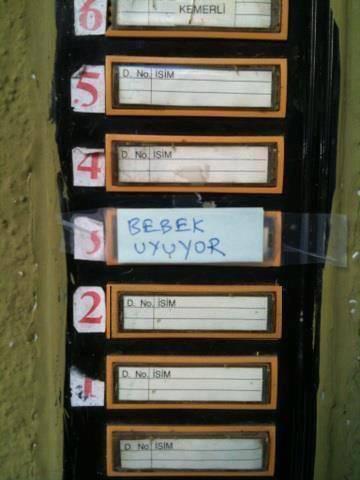 6
KEMERLİ
5
D. No. İSİM
4
D. No. İSİM
3
BEBEK
UYUYOR
2
D. No. İSİM
1
D. No. İSİM
D. No. İSİM